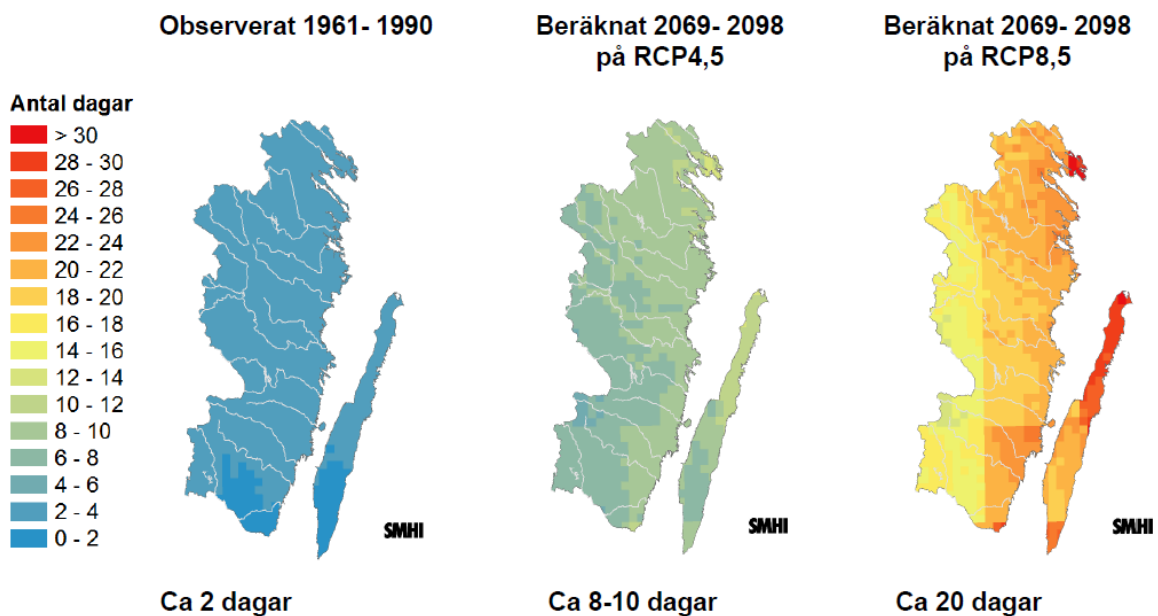 Observerat 1961- 1990
Beräknat 2069- 2098
på RCP4,5
Beräknat 2069- 2098
på RCP8,5
Antal dagar
> 30
28 - 30
26 - 28
24 - 26
22 - 24
20 - 22
18 - 20
16 - 18
14 - 16
12 - 14
10 - 12
8 - 10
6 - 8
4 - 6
2 - 4
0 - 2
SMHI
SMHI
SMHI
Ca 2 dagar
Ca 8-10 dagar
Ca 20 dagar